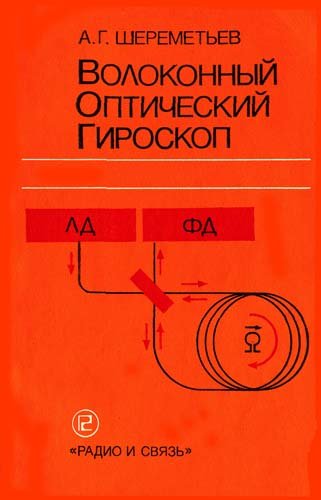 А.Г. ШЕРЕМЕТЬЕВ
ВОЛОКОННЫЙ
ОПТИЧЕСКИЙ
ГИРОСКОП
ЛД ФД
Ω
«РАДИО И СВЯЗЬ»